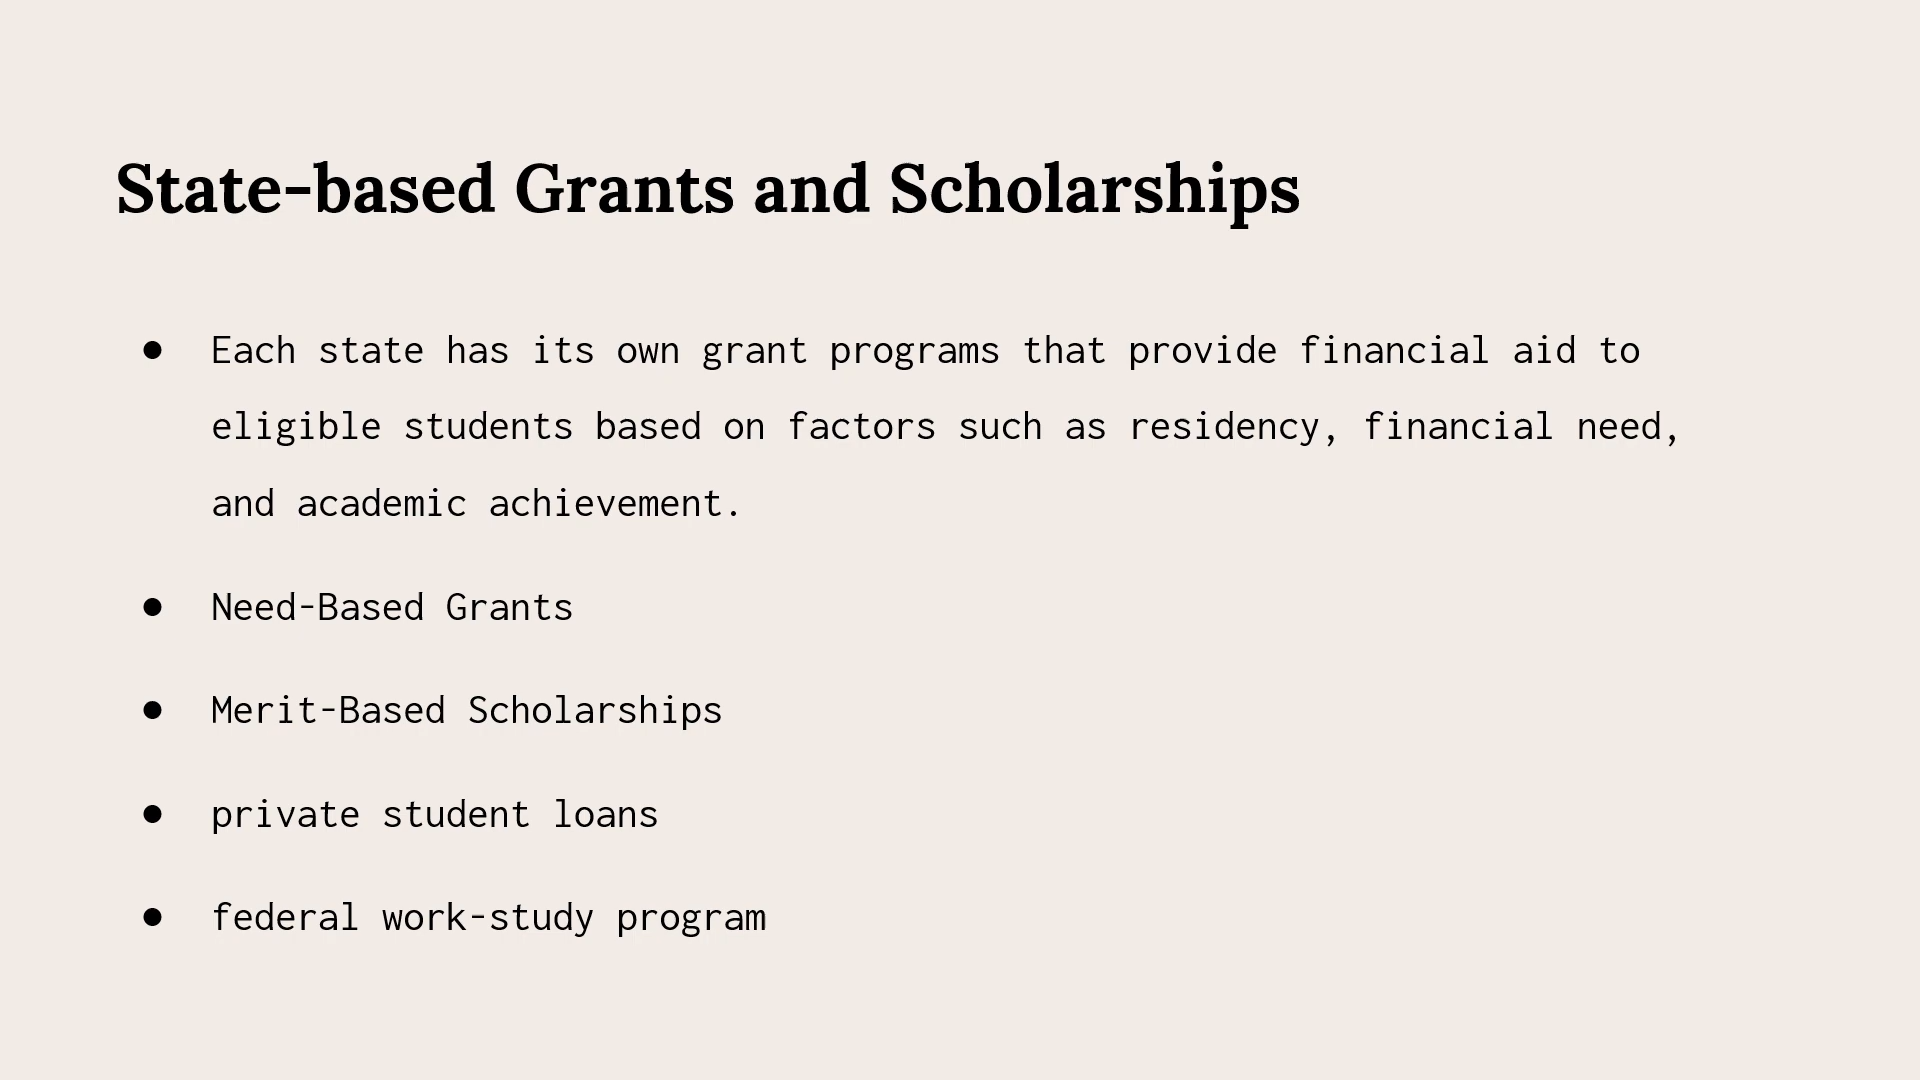 State-based Grants and Scholarships
● Each state has its own grant programs that provide financial aid to
eligible students based on factors such as residency, financial need,
and academic achievement.
● Need-Based Grants
● Merit-Based Scholarships
● private student loans
● federal work-study program